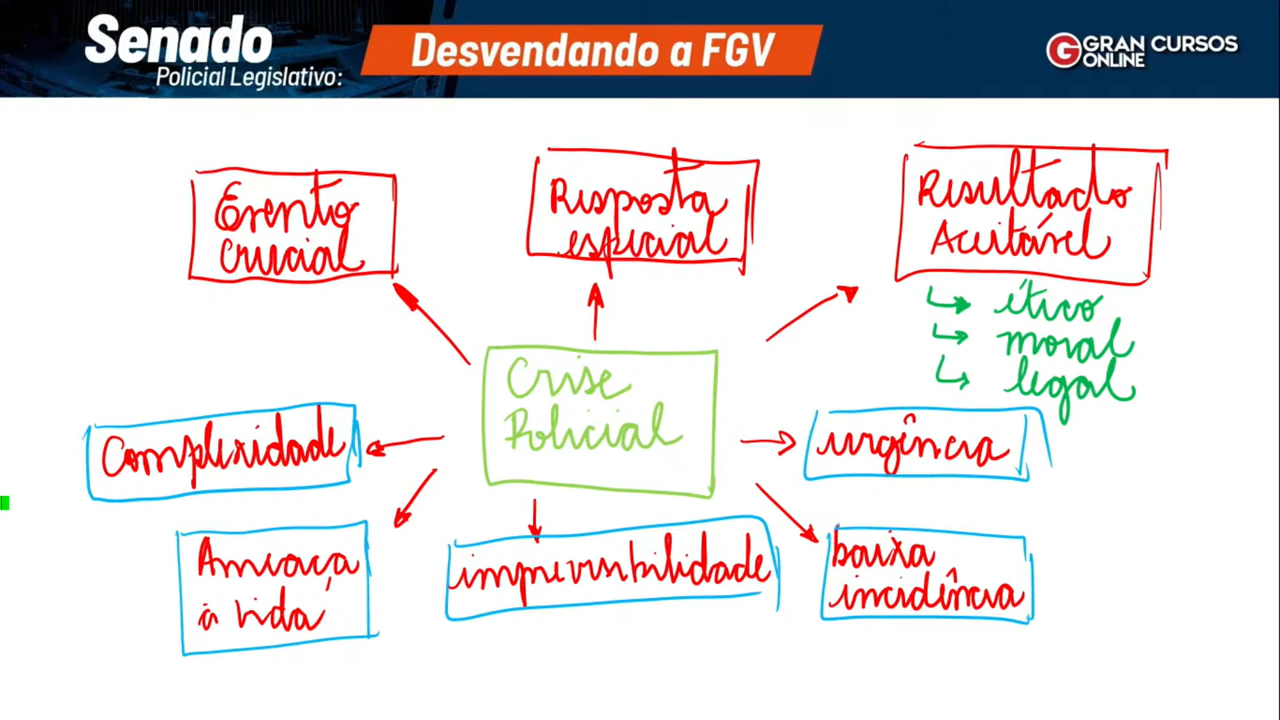 Senado
Policial Legislativo:
Desvendando a FGV
GRAN CURSOS
ONLINE
Evento
Crucial
Resposta
especial
Resultado
Aceitável
ético
moral
legal
Crise
Policial
Complexidade
urgência
Ameaça
à vida
imprevisibilidade
baixa
incidência